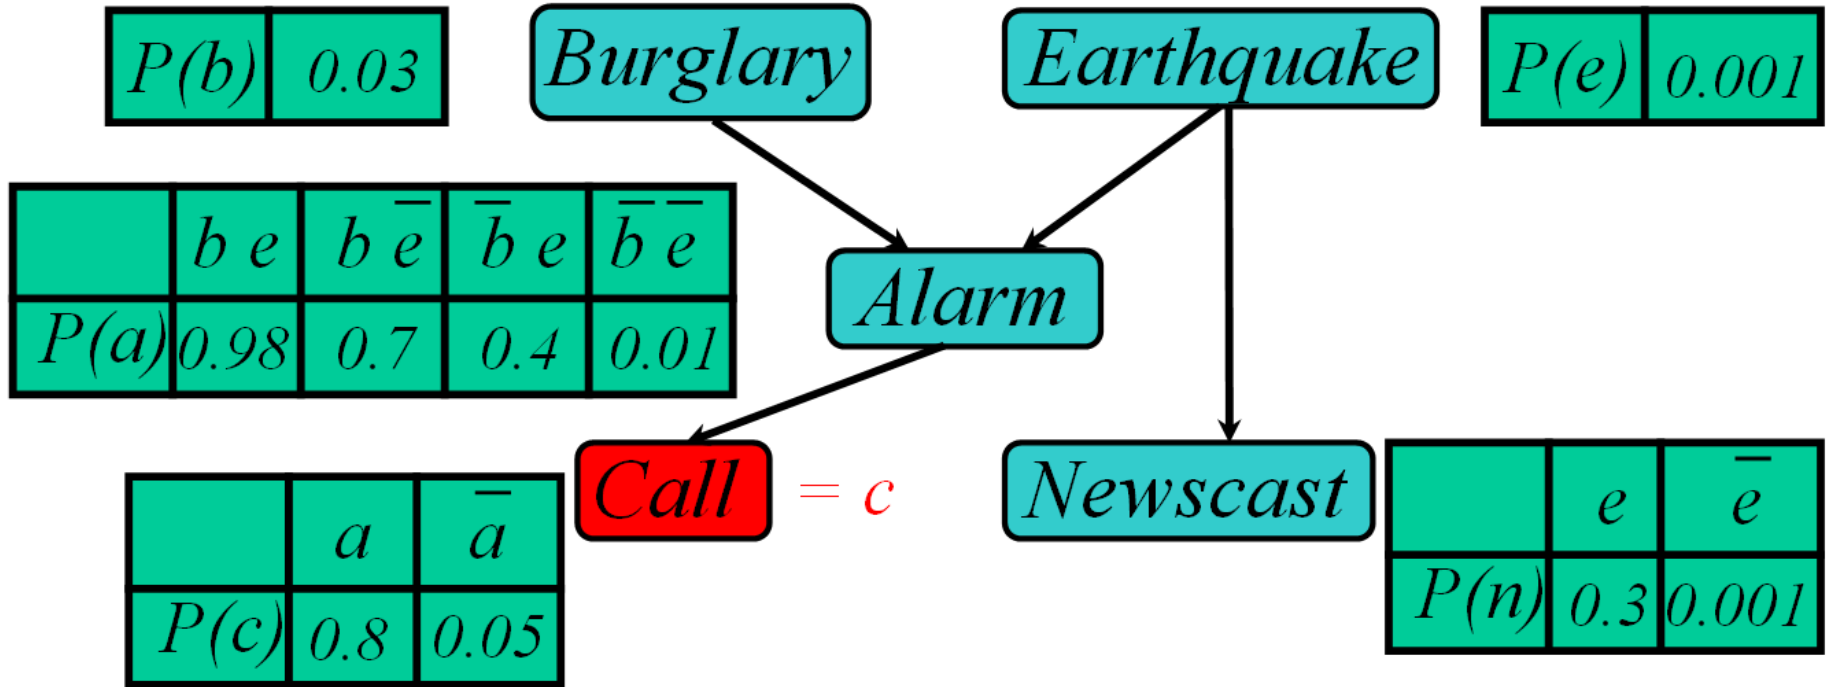 P(b) 0.03
Burglary
Earthquake
P(e) 0.001
b e b e̅ b̅ e b̅ e̅
P(a) 0.98 0.7 0.4 0.01
Alarm
Call = c
Newscast
a a̅
P(c) 0.8 0.05
e e̅
P(n) 0.3 0.001